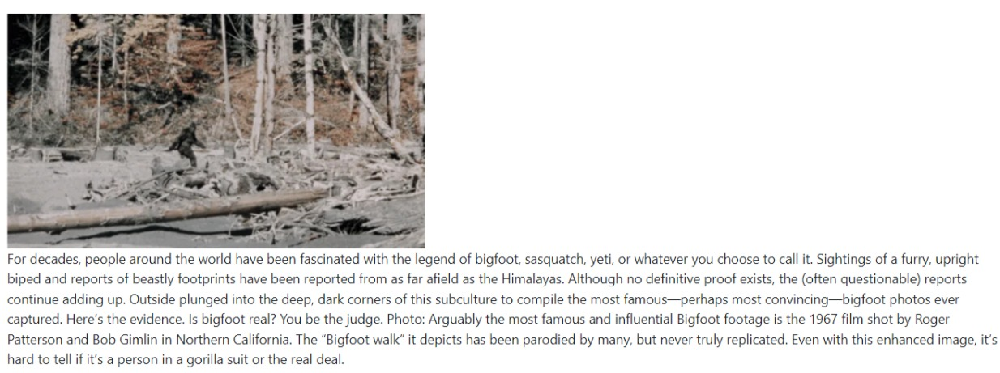 For decades, people around the world have been fascinated with the legend of bigfoot, sasquatch, yeti, or whatever you choose to call it. Sightings of a furry, upright
biped and reports of beastly footprints have been reported from as far afield as the Himalayas. Although no definitive proof exists, the (often questionable) reports
continue adding up. Outside plunged into the deep, dark corners of this subculture to compile the most famous—perhaps most convincing—bigfoot photos ever
captured. Here’s the evidence. Is bigfoot real? You be the judge. Photo: Arguably the most famous and influential Bigfoot footage is the 1967 film shot by Roger
Patterson and Bob Gimlin in Northern California. The “Bigfoot walk” it depicts has been parodied by many, but never truly replicated. Even with this enhanced image, it’s
hard to tell if it’s a person in a gorilla suit or the real deal.